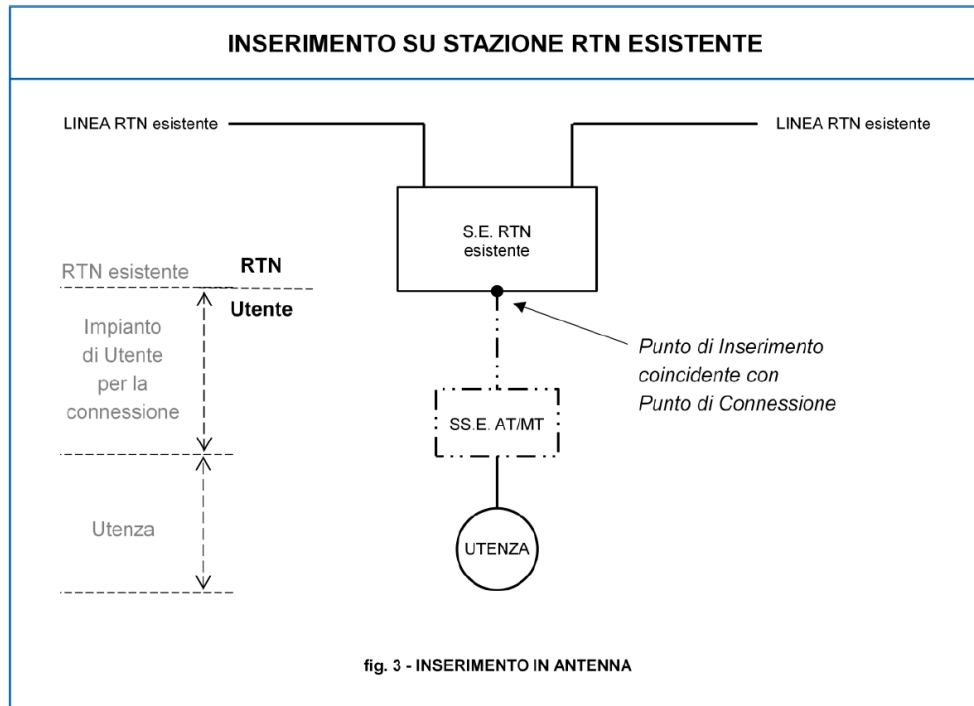 INSERIMENTO SU STAZIONE RTN ESISTENTE
LINEA RTN esistente
LINEA RTN esistente
S.E. RTN
esistente
RTN esistente
RTN
Utente
Impianto
di Utente
per la
connessione
Punto di Inserimento
coincidente con
Punto di Connessione
SS.E. AT/MT
Utenza
UTENZA
fig. 3 - INSERIMENTO IN ANTENNA